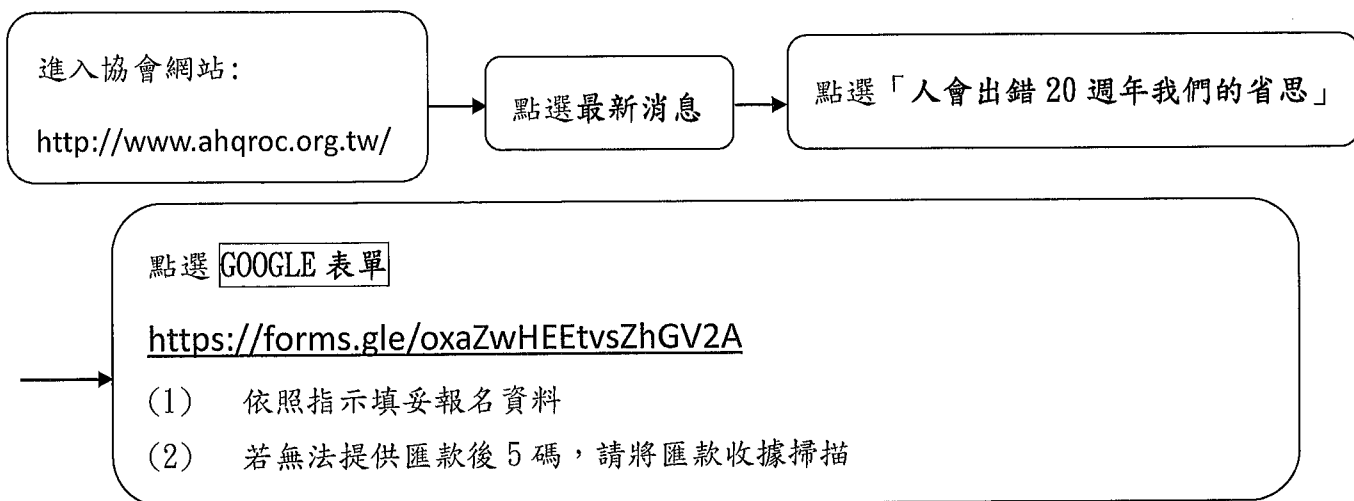 進入協會網站:
http://www.ahqroc.org.tw/
點選最新消息
點選「人會出錯 20 週年我們的省思」
點選 GOOGLE 表單
https://forms.gle/oxaZwHEEtvsZhGV2A
(1) 依照指示填妥報名資料
(2) 若無法提供匯款後 5 碼，請將匯款收據掃描